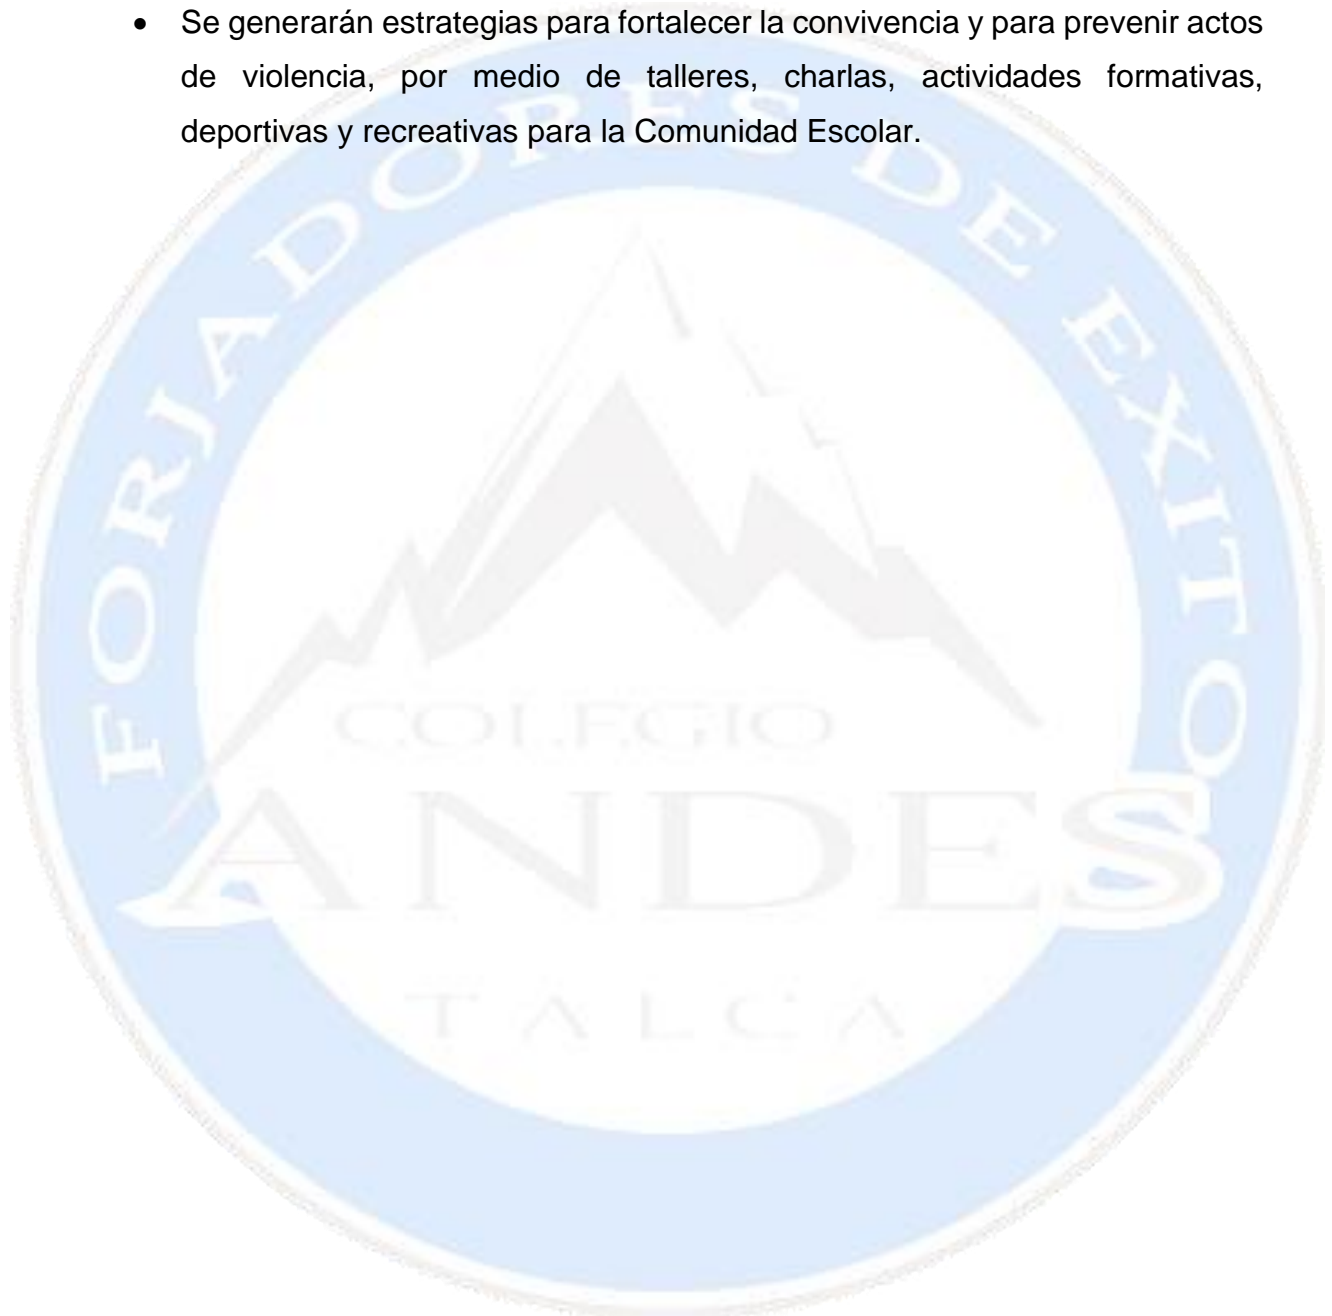 • Se generarán estrategias para fortalecer la convivencia y para prevenir actos
de violencia, por medio de talleres, charlas, actividades formativas,
deportivas y recreativas para la Comunidad Escolar.
FORJADORES DE EXITO
COLEGIO
ANDES
TALCA